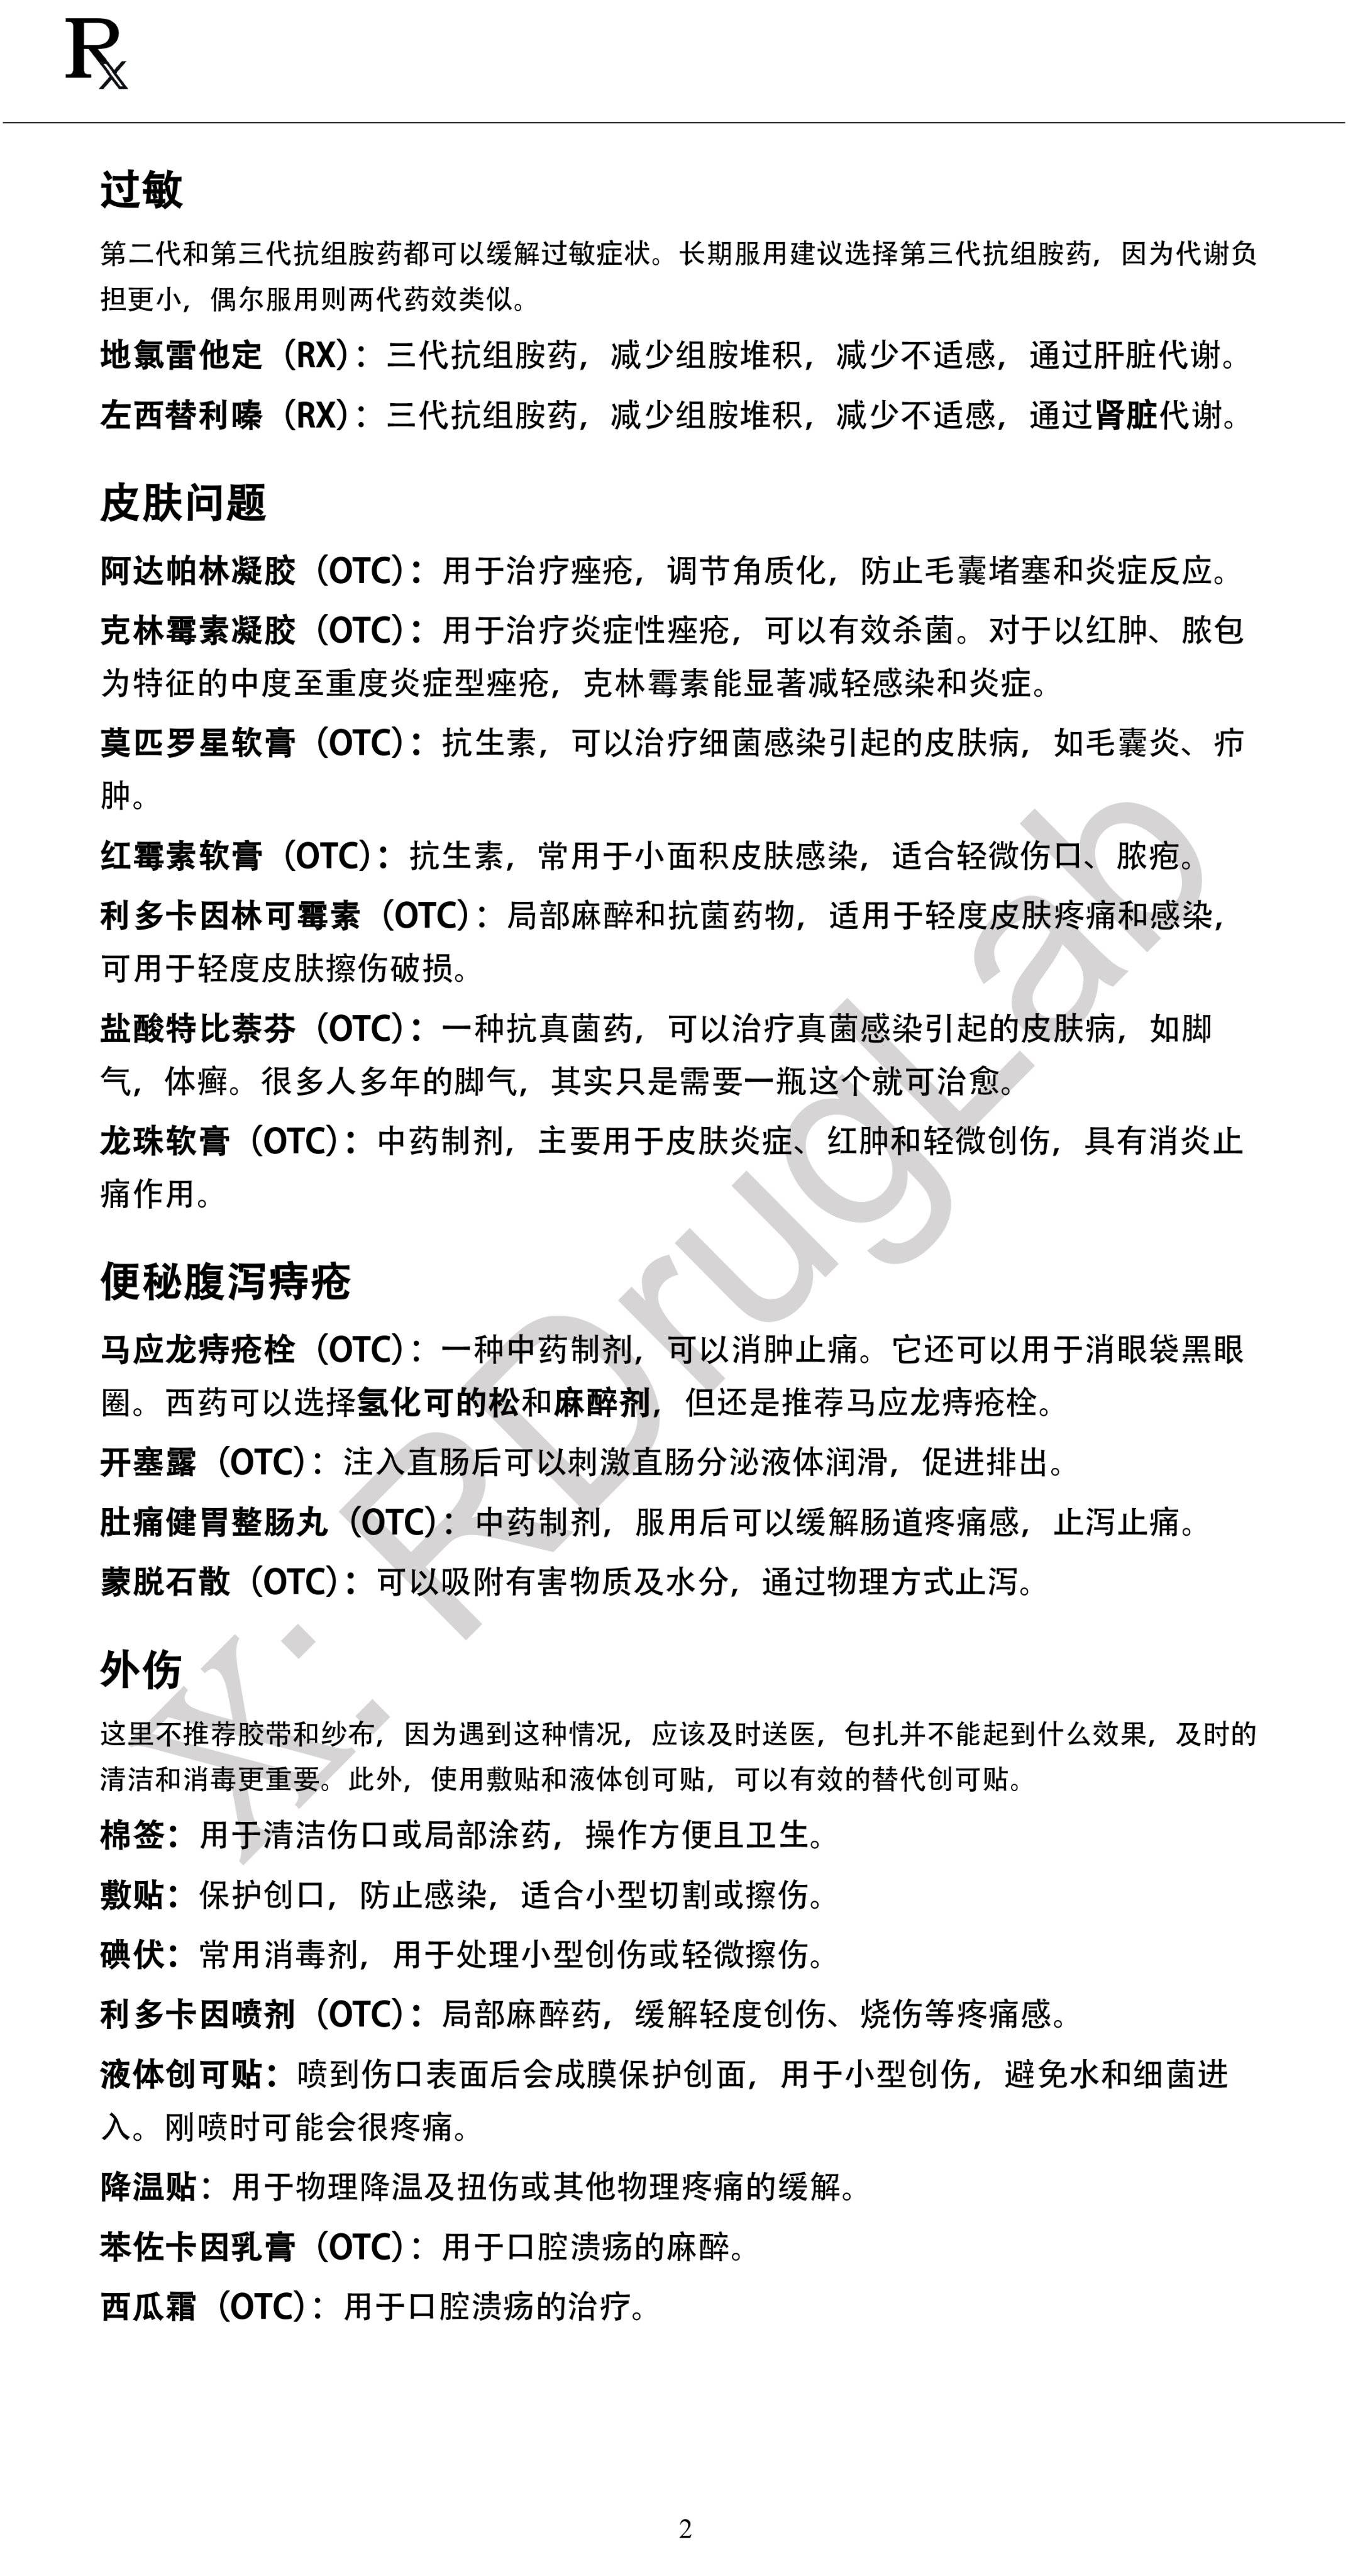 Rx
过敏
第二代和第三代抗组胺药都可以缓解过敏症状。长期服用建议选择第三代抗组胺药，因为代谢负
担更小，偶尔服用则两代药效类似。
地氯雷他定（RX）：三代抗组胺药，减少组胺堆积，减少不适感，通过肝脏代谢。
左西替利嗪（RX）：三代抗组胺药，减少组胺堆积，减少不适感，通过肾脏代谢。
皮肤问题
阿达帕林凝胶（OTC）：用于治疗痤疮，调节角质化，防止毛囊堵塞和炎症反应。
克林霉素凝胶（OTC）：用于治疗炎症性痤疮，可以有效杀菌。对于以红肿、脓包
为特征的中度至重度炎症型痤疮，克林霉素能显著减轻感染和炎症。
莫匹罗星软膏（OTC）：抗生素，可以治疗细菌感染引起的皮肤病，如毛囊炎、疖
肿。
红霉素软膏（OTC）：抗生素，常用于小面积皮肤感染，适合轻微伤口、脓疱。
利多卡因林可霉素（OTC）：局部麻醉和抗菌药物，适用于轻度皮肤疼痛和感染，
可用于轻度皮肤擦伤破损。
盐酸特比萘芬（OTC）：一种抗真菌药，可以治疗真菌感染引起的皮肤病，如脚
气，体癣。很多人多年的脚气，其实只是需要一瓶这个就可治愈。
龙珠软膏（OTC）：中药制剂，主要用于皮肤炎症、红肿和轻微创伤，具有消炎止
痛作用。
便秘腹泻痔疮
马应龙痔疮栓（OTC）：一种中药制剂，可以消肿止痛。它还可以用于消眼袋黑眼
圈。西药可以选择氢化可的松和麻醉剂，但还是推荐马应龙痔疮栓。
开塞露（OTC）：注入直肠后可以刺激直肠分泌液体润滑，促进排出。
肚痛健胃整肠丸（OTC）：中药制剂，服用后可以缓解肠道疼痛感，止泻止痛。
蒙脱石散（OTC）：可以吸附有害物质及水分，通过物理方式止泻。
外伤
这里不推荐胶带和纱布，因为遇到这种情况，应该及时送医，包扎并不能起到什么效果，及时的
清洁和消毒更重要。此外，使用敷贴和液体创可贴，可以有效的替代创可贴。
棉签：用于清洁伤口或局部涂药，操作方便且卫生。
敷贴：保护创口，防止感染，适合小型切割或擦伤。
碘伏：常用消毒剂，用于处理小型创伤或轻微擦伤。
利多卡因喷剂（OTC）：局部麻醉药，缓解轻度创伤、烧伤等疼痛感。
液体创可贴：喷到伤口表面后会成膜保护创面，用于小型创伤，避免水和细菌进
入。刚喷时可能会很疼痛。
降温贴：用于物理降温及扭伤或其他物理疼痛的缓解。
苯佐卡因乳膏（OTC）：用于口腔溃疡的麻醉。
西瓜霜（OTC）：用于口腔溃疡的治疗。
X: RDrugLab
2